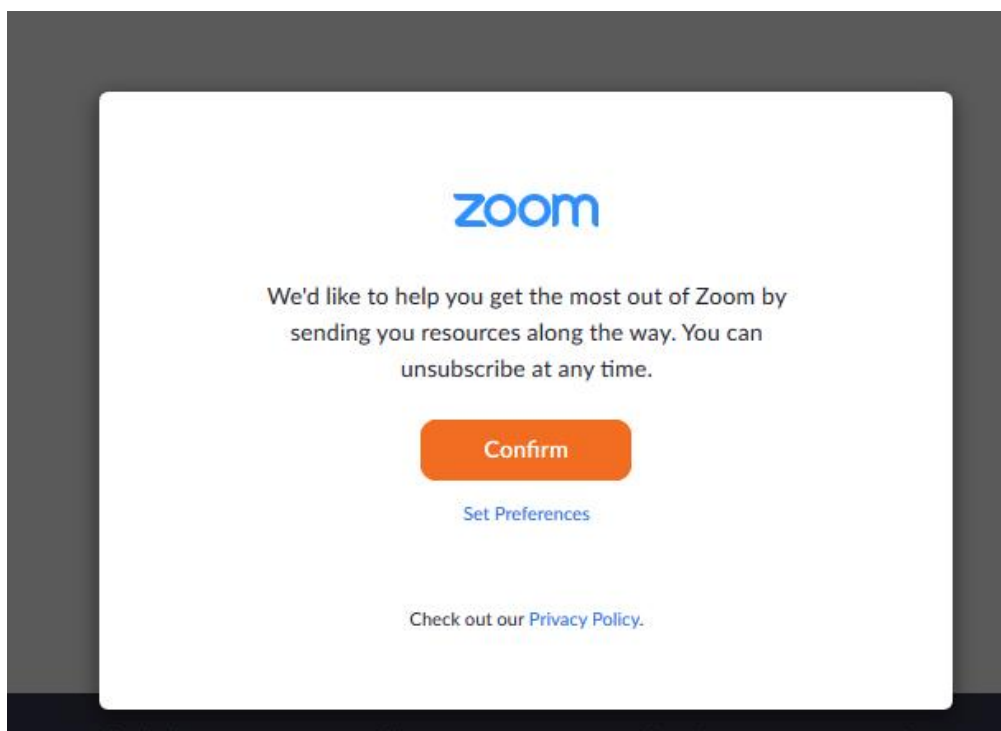 zoom
We'd like to help you get the most out of Zoom by
sending you resources along the way. You can
unsubscribe at any time.
Confirm
Set Preferences
Check out our Privacy Policy.